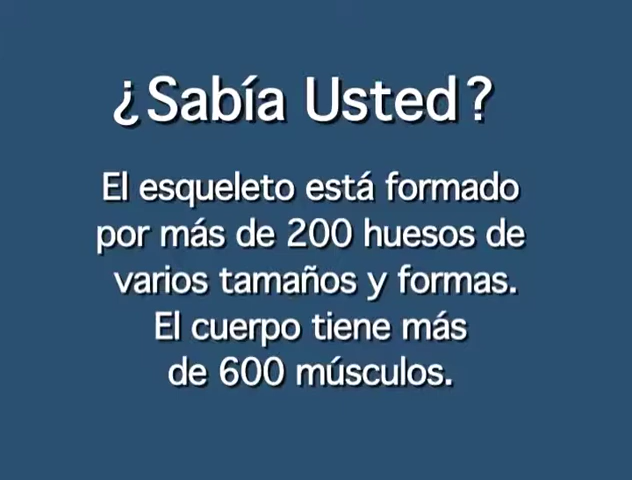 ¿Sabía Usted?
El esqueleto está formado
por más de 200 huesos de
varios tamaños y formas.
El cuerpo tiene más
de 600 músculos.